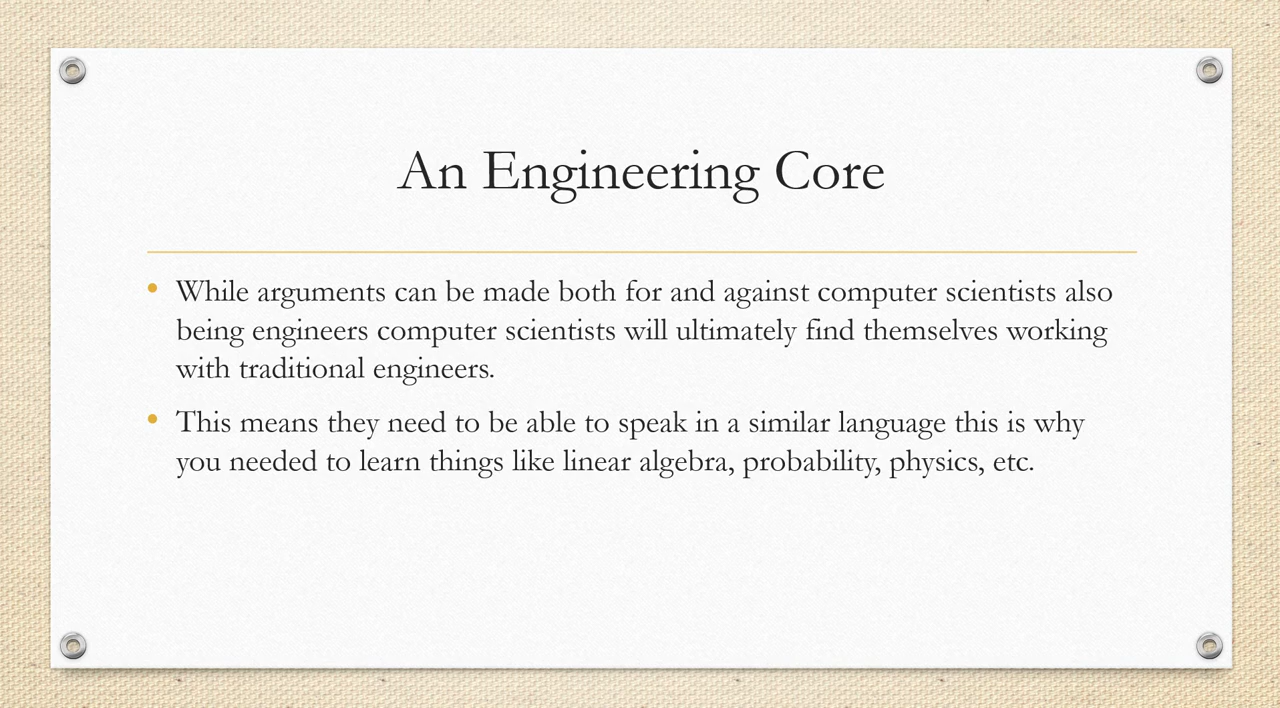 An Engineering Core
• While arguments can be made both for and against computer scientists also
being engineers computer scientists will ultimately find themselves working
with traditional engineers.
• This means they need to be able to speak in a similar language this is why
you needed to learn things like linear algebra, probability, physics, etc.